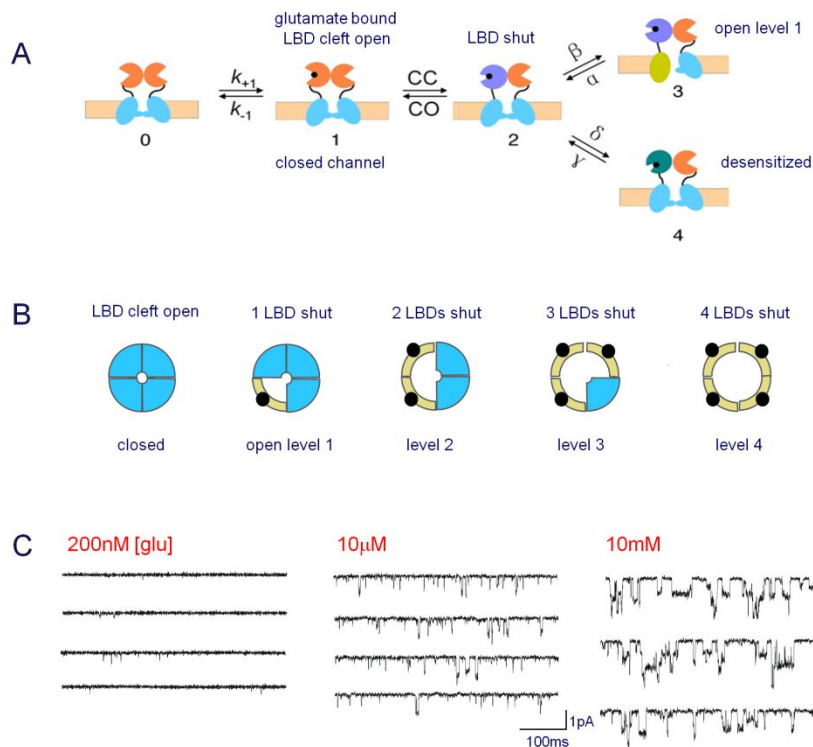 A
glutamate bound
LBD cleft open
LBD shut
open level 1
k+1
k-1
CC
CO
β
α
δ
γ
0
1
2
3
4
closed channel
desensitized
B
LBD cleft open
1 LBD shut
2 LBDs shut
3 LBDs shut
4 LBDs shut
closed
open level 1
level 2
level 3
level 4
C
200nM [glu]
10μM
10mM
1pA
100ms